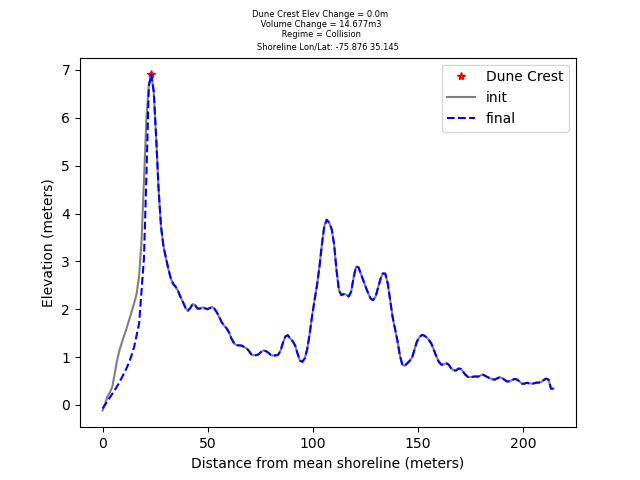 Dune Crest Elev Change = 0.0m
Volume Change = 14.677m3
Regime = Collision
Shoreline Lon/Lat: -75.876 35.145
Dune Crest
init
final
7
6
5
4
3
2
1
0
Elevation (meters)
0 50 100 150 200
Distance from mean shoreline (meters)